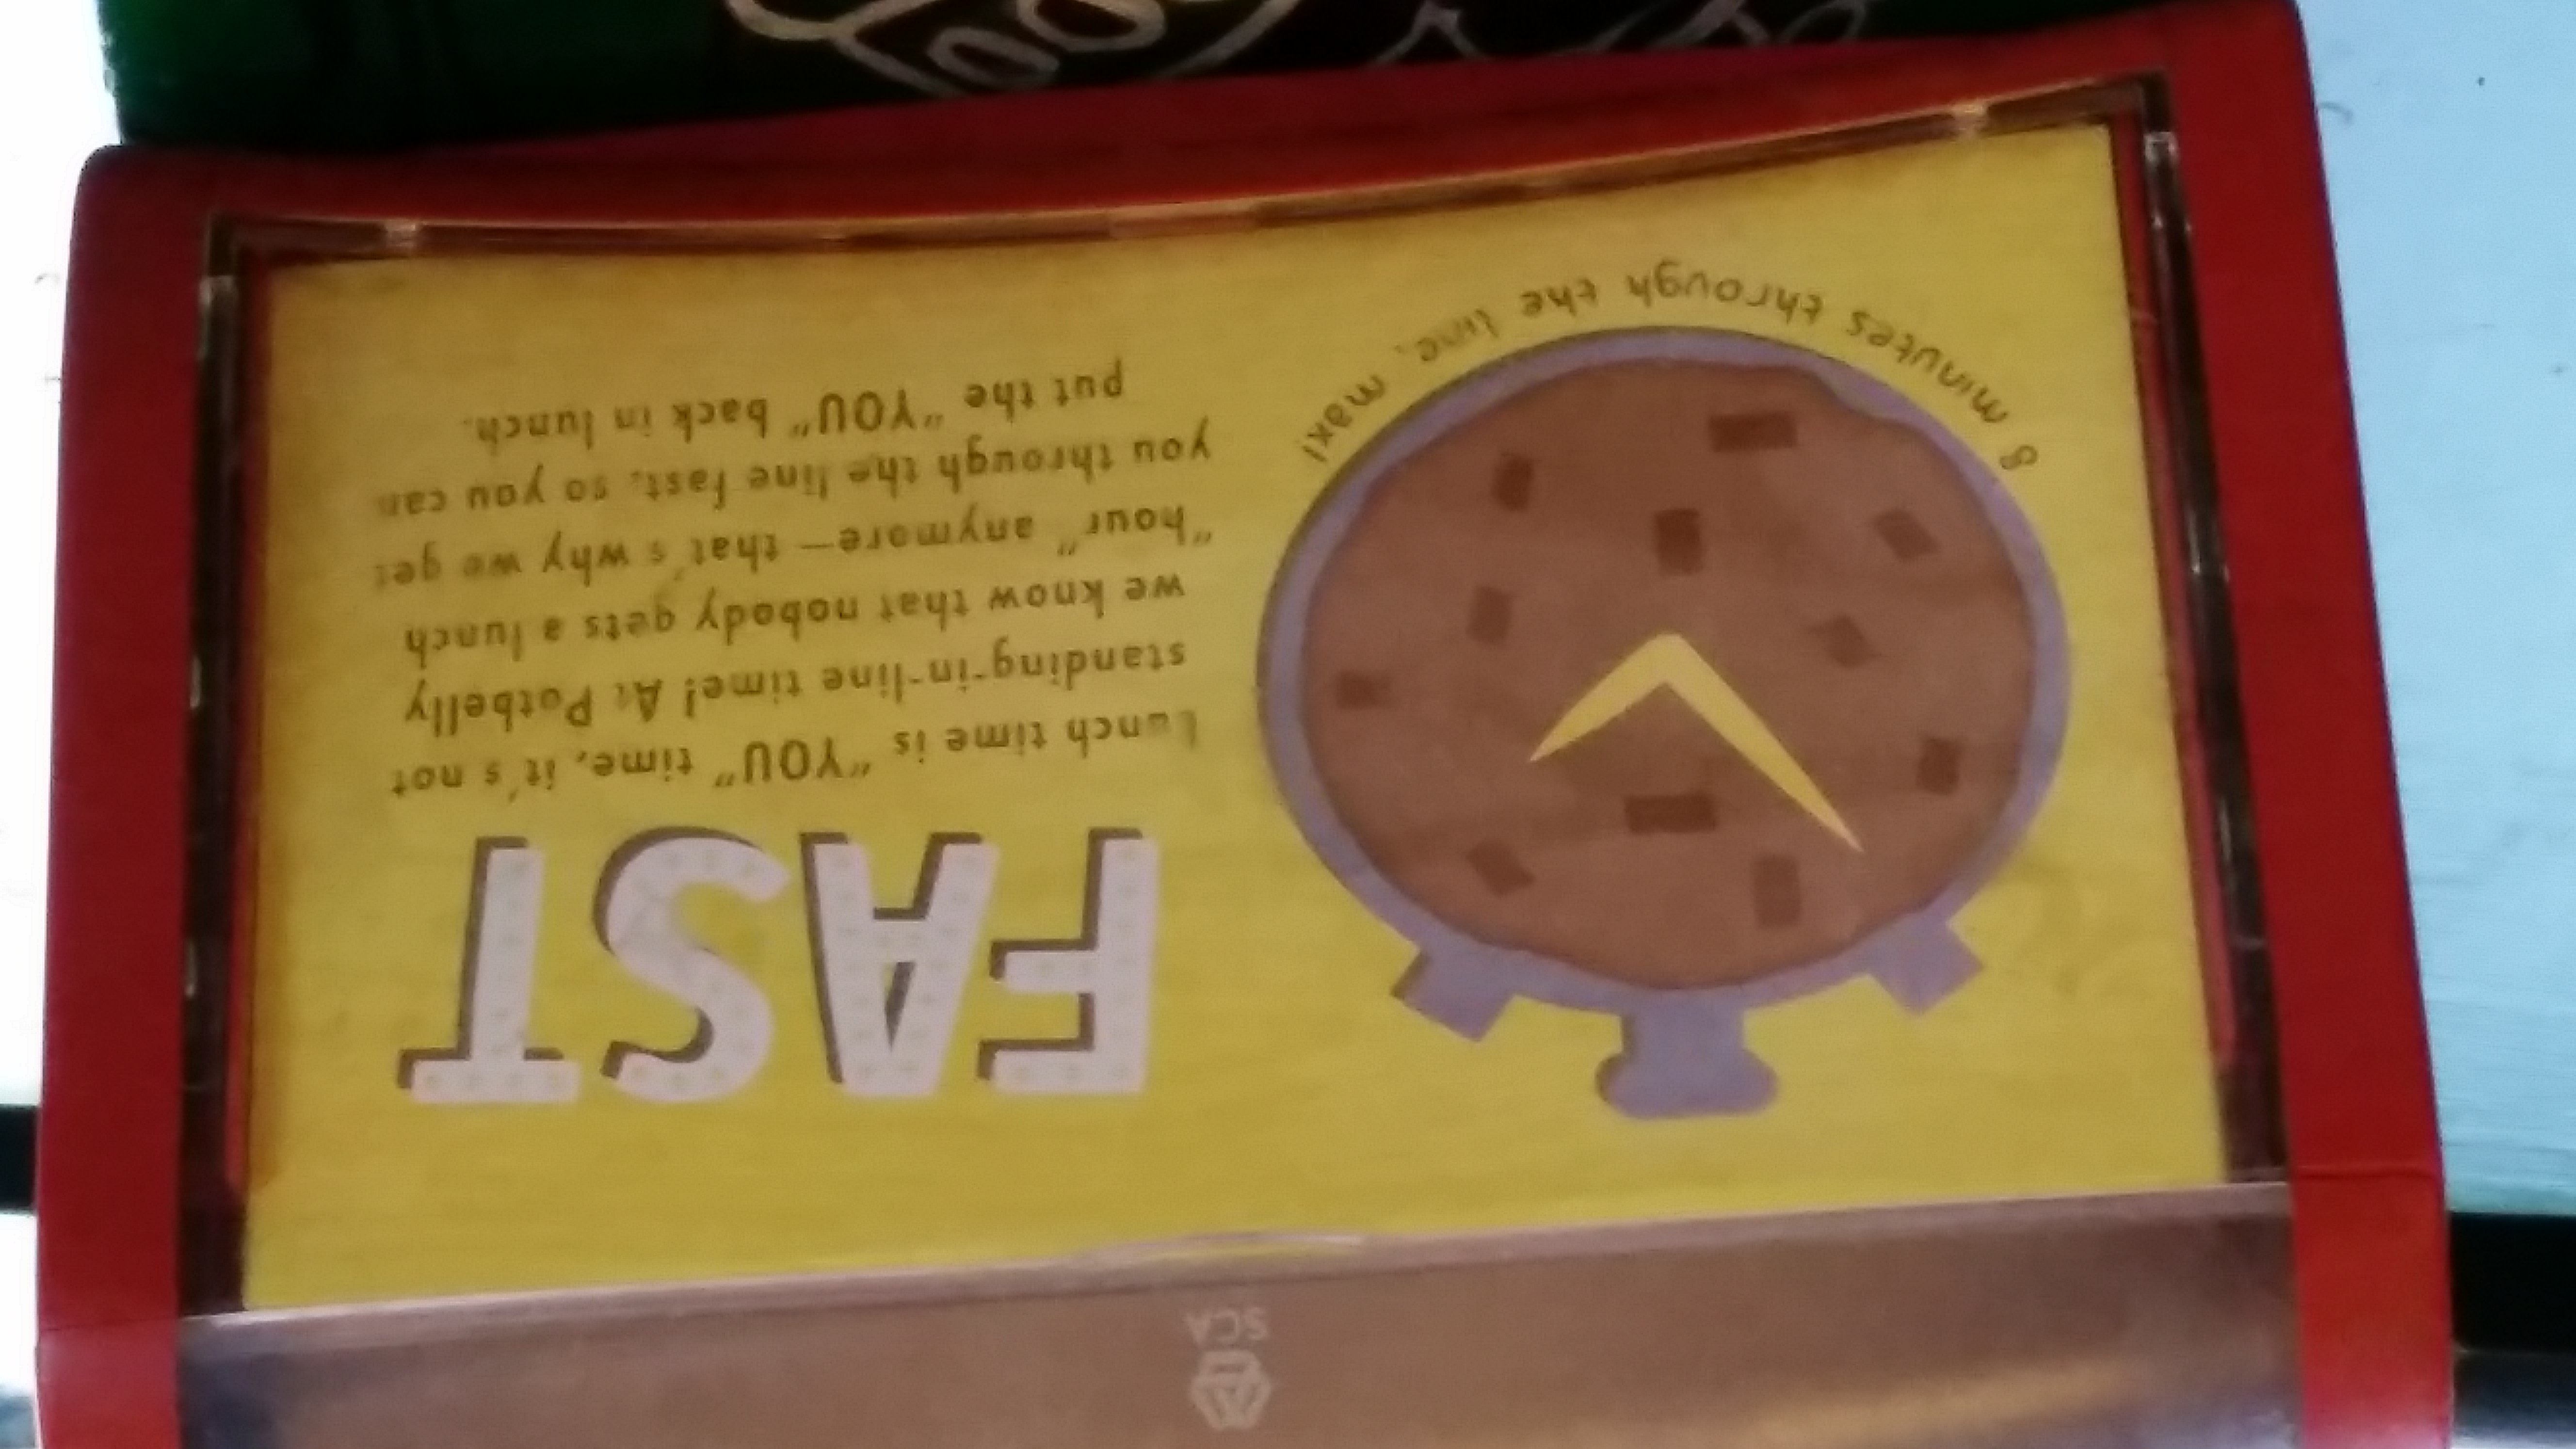 SCA
FAST
Lunch time is "YOU" time, it's not
standing-in-line time! At Potbelly
we know that nobody gets a lunch
"hour" anymore—that's why we get
you through the line fast, so you can
put the "YOU" back in lunch.
8 minutes through the line, max!